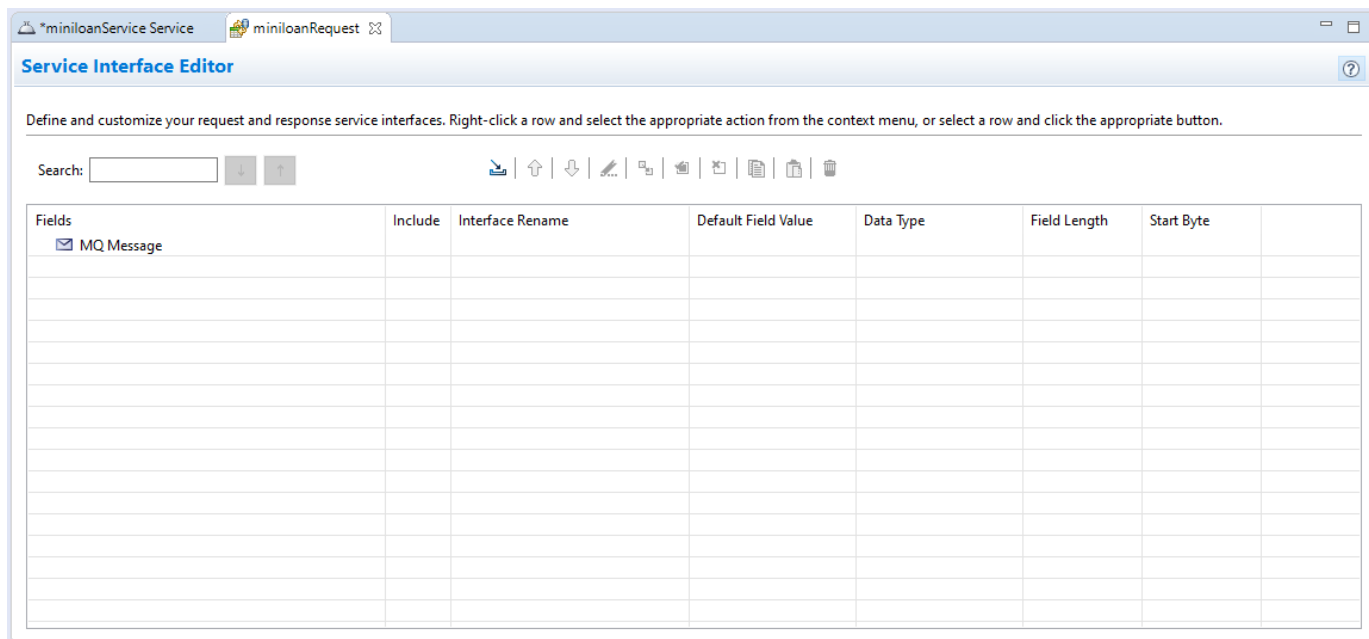 *miniloanService Service miniloanRequest
Service Interface Editor
Define and customize your request and response service interfaces. Right-click a row and select the appropriate action from the context menu, or select a row and click the appropriate button.
Search:
Fields Include Interface Rename Default Field Value Data Type Field Length Start Byte
MQ Message